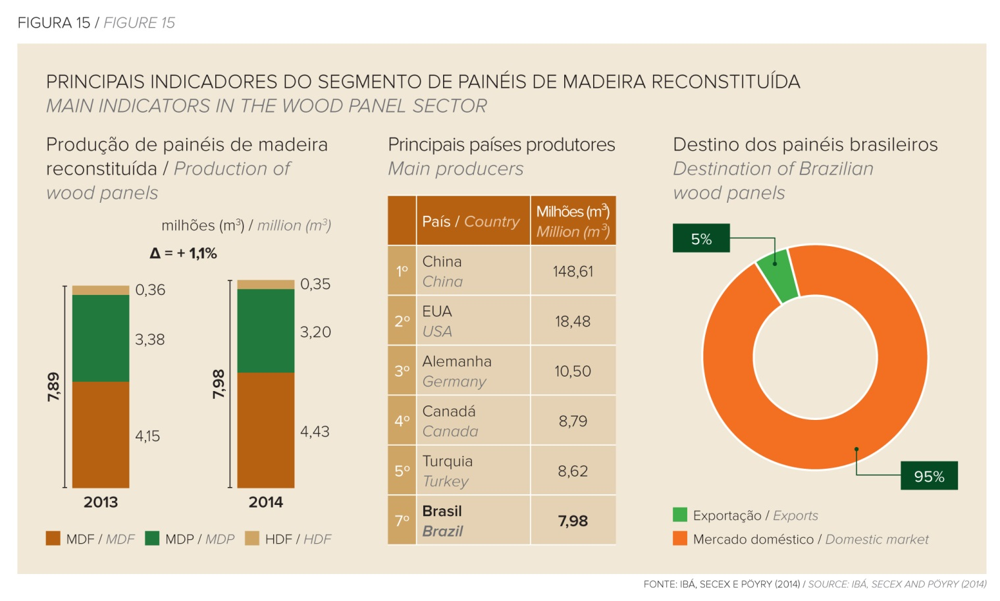 FIGURA 15 / FIGURE 15
PRINCIPAIS INDICADORES DO SEGMENTO DE PAINÉIS DE MADEIRA RECONSTITUÍDA
MAIN INDICATORS IN THE WOOD PANEL SECTOR
Produção de painéis de madeira
reconstituída / Production of
wood panels
milhões (m³) / million (m³)
Δ = + 1,1%
0,36
3,38
4,15
7,89
2013
0,35
3,20
4,43
7,98
2014
MDF / MDF MDP / MDP HDF / HDF
Principais países produtores
Main producers
País / Country
Milhões (m³)
Million (m³)
1º
China
China
148,61
2º
EUA
USA
18,48
3º
Alemanha
Germany
10,50
4º
Canadá
Canada
8,79
5º
Turquia
Turkey
8,62
7º
Brasil
Brazil
7,98
Destino dos painéis brasileiros
Destination of Brazilian
wood panels
5%
95%
Exportação / Exports
Mercado doméstico / Domestic market
FONTE: IBÁ, SECEX E PÖYRY (2014) / SOURCE: IBÁ, SECEX AND PÖYRY (2014)